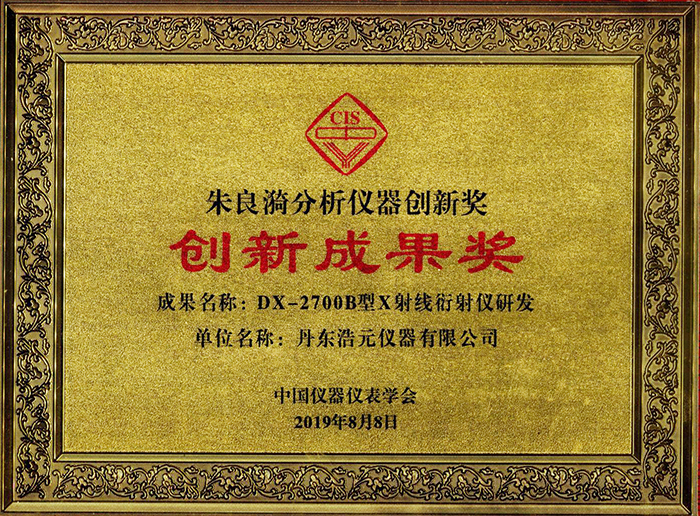 CIS
朱良漪分析仪器创新奖
创新成果奖
成果名称：DX-2700B型X射线衍射仪研发
单位名称：丹东浩元仪器有限公司
中国仪器仪表学会
2019年8月8日